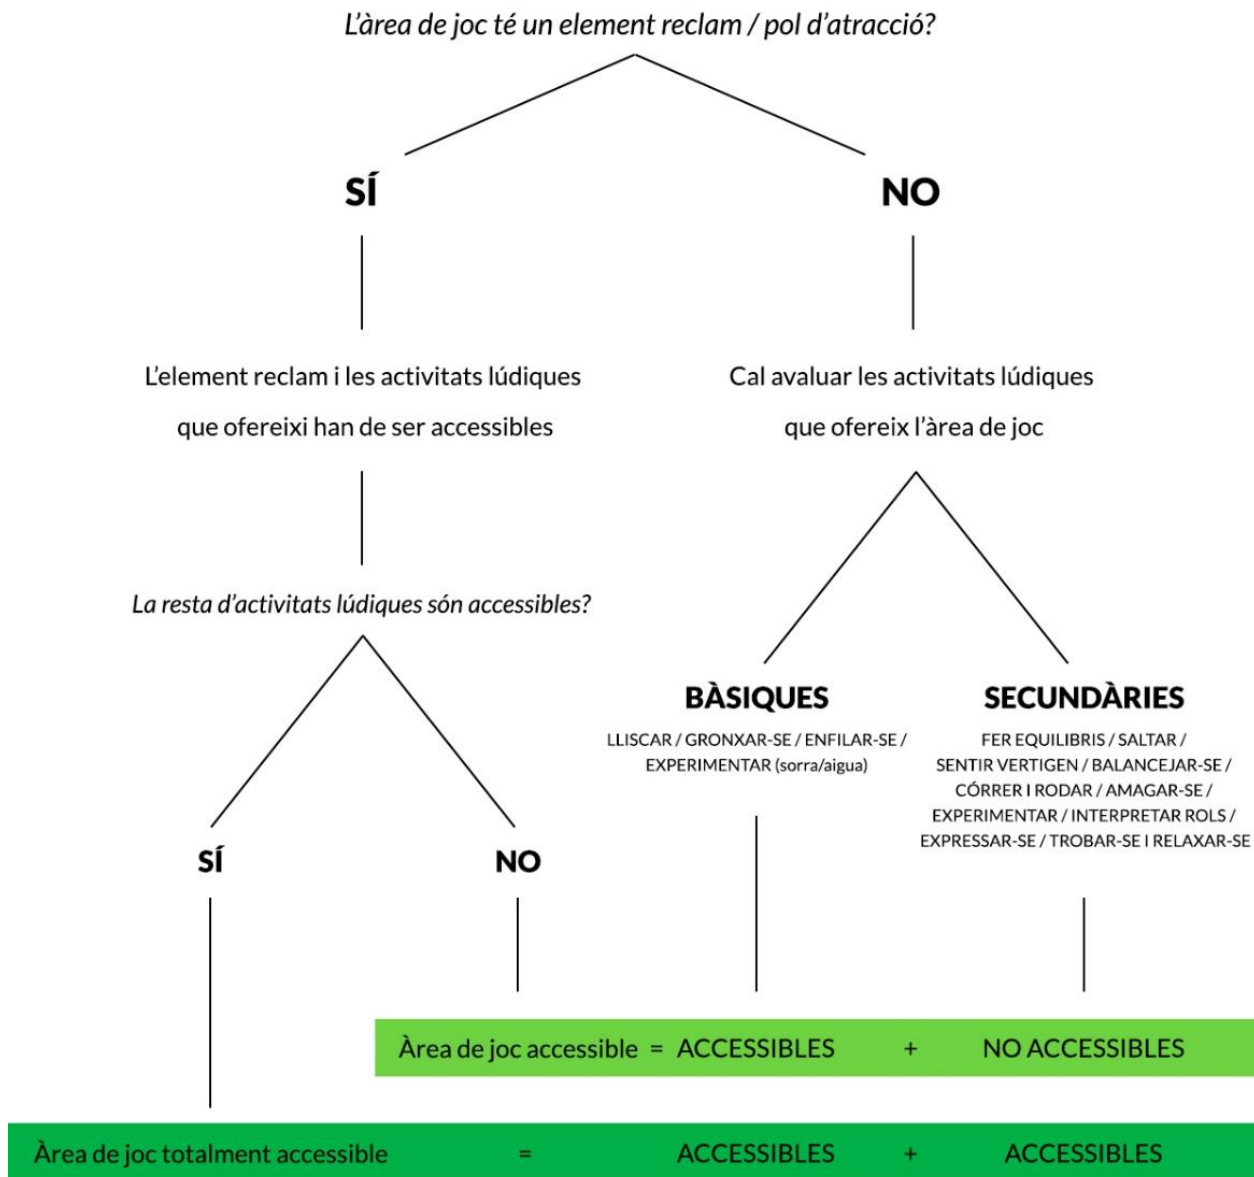 L'àrea de joc té un element reclam / pol d'atracció?
SÍ
NO
L'element reclam i les activitats lúdiques
que ofereixi han de ser accessibles
Cal avaluar les activitats lúdiques
que ofereix l'àrea de joc
La resta d'activitats lúdiques són accessibles?
BÀSIQUES
LLISCAR / GRONXAR-SE / ENFILAR-SE /
EXPERIMENTAR (sorra/aigua)
SECUNDÀRIES
FER EQUILIBRIS / SALTAR /
SENTIR VERTIGEN / BALANCEJAR-SE /
CÓRRER I RODAR / AMAGAR-SE /
EXPERIMENTAR / INTERPRETAR ROLS /
EXPRESSAR-SE / TROBAR-SE I RELAXAR-SE
SÍ
NO
Àrea de joc accessible = ACCESSIBLES + NO ACCESSIBLES
Àrea de joc totalment accessible = ACCESSIBLES + ACCESSIBLES